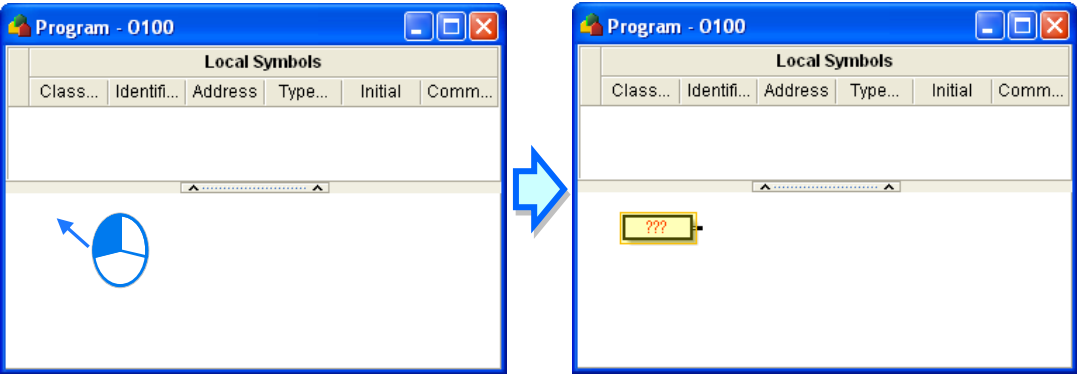 Program - O100
Local Symbols
Class... Identifi... Address Type... Initial Comm...
Program - O100
Local Symbols
Class... Identifi... Address Type... Initial Comm...
???